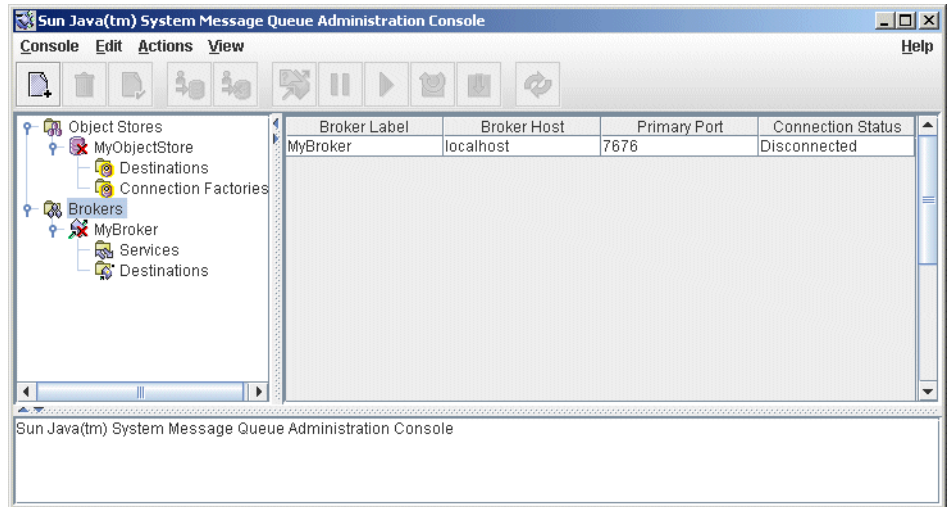 Sun Java(tm) System Message Queue Administration Console
Console Edit Actions View Help
Object Stores
MyObjectStore
Destinations
Connection Factories
Brokers
MyBroker
Services
Destinations
Broker Label Broker Host Primary Port Connection Status
MyBroker localhost 7676 Disconnected
Sun Java(tm) System Message Queue Administration Console